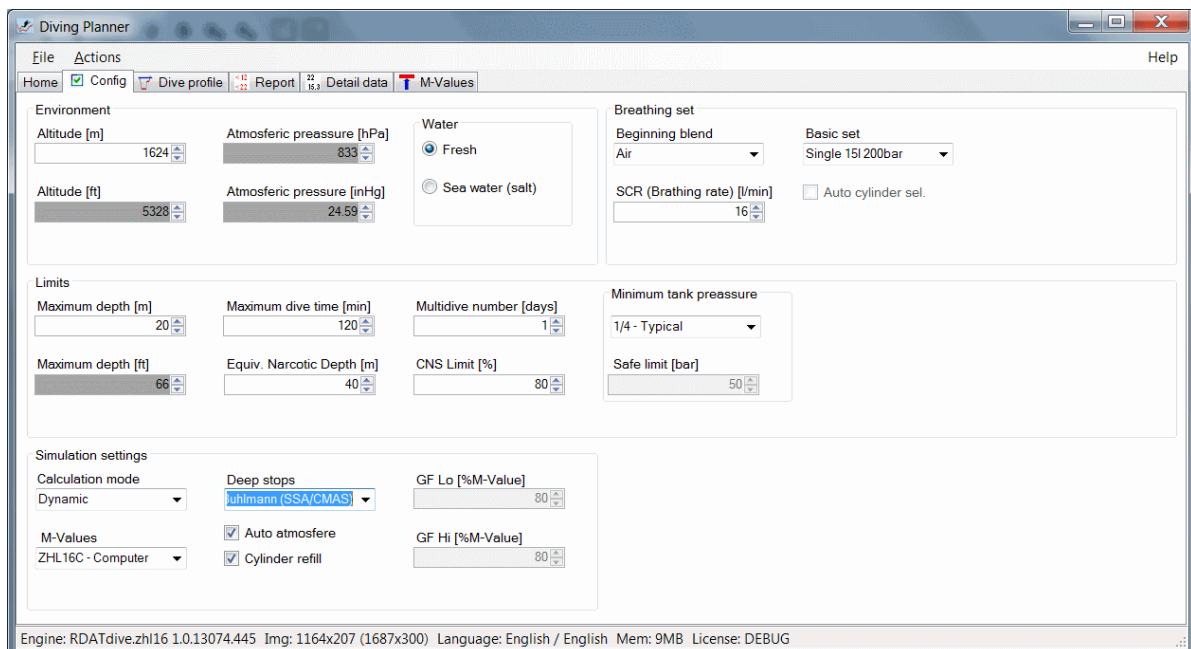 Diving Planner
File Actions Help
Home Config Dive profile Report Detail data M-Values
Environment
Altitude [m]
1624
Atmosferic preassure [hPa]
833
Altitude [ft]
5328
Atmosferic pressure [inHg]
24.59
Water
Fresh
Sea water (salt)
Breathing set
Beginning blend
Air
Basic set
Single 15l 200bar
SCR (Brathing rate) [l/min]
16
Auto cylinder sel.
Limits
Maximum depth [m]
20
Maximum dive time [min]
120
Multidive number [days]
1
Maximum depth [ft]
66
Equiv. Narcotic Depth [m]
40
CNS Limit [%]
80
Minimum tank preassure
1/4 - Typical
Safe limit [bar]
50
Simulation settings
Calculation mode
Dynamic
Deep stops
uhlmann (SSA/CMAS)
GF Lo [%M-Value]
80
M-Values
ZHL16C - Computer
Auto atmosfere
Cylinder refill
GF Hi [%M-Value]
80
Engine: RDATdive.zhl16 1.0.13074.445 Img: 1164x207 (1687x300) Language: English / English Mem: 9MB License: DEBUG